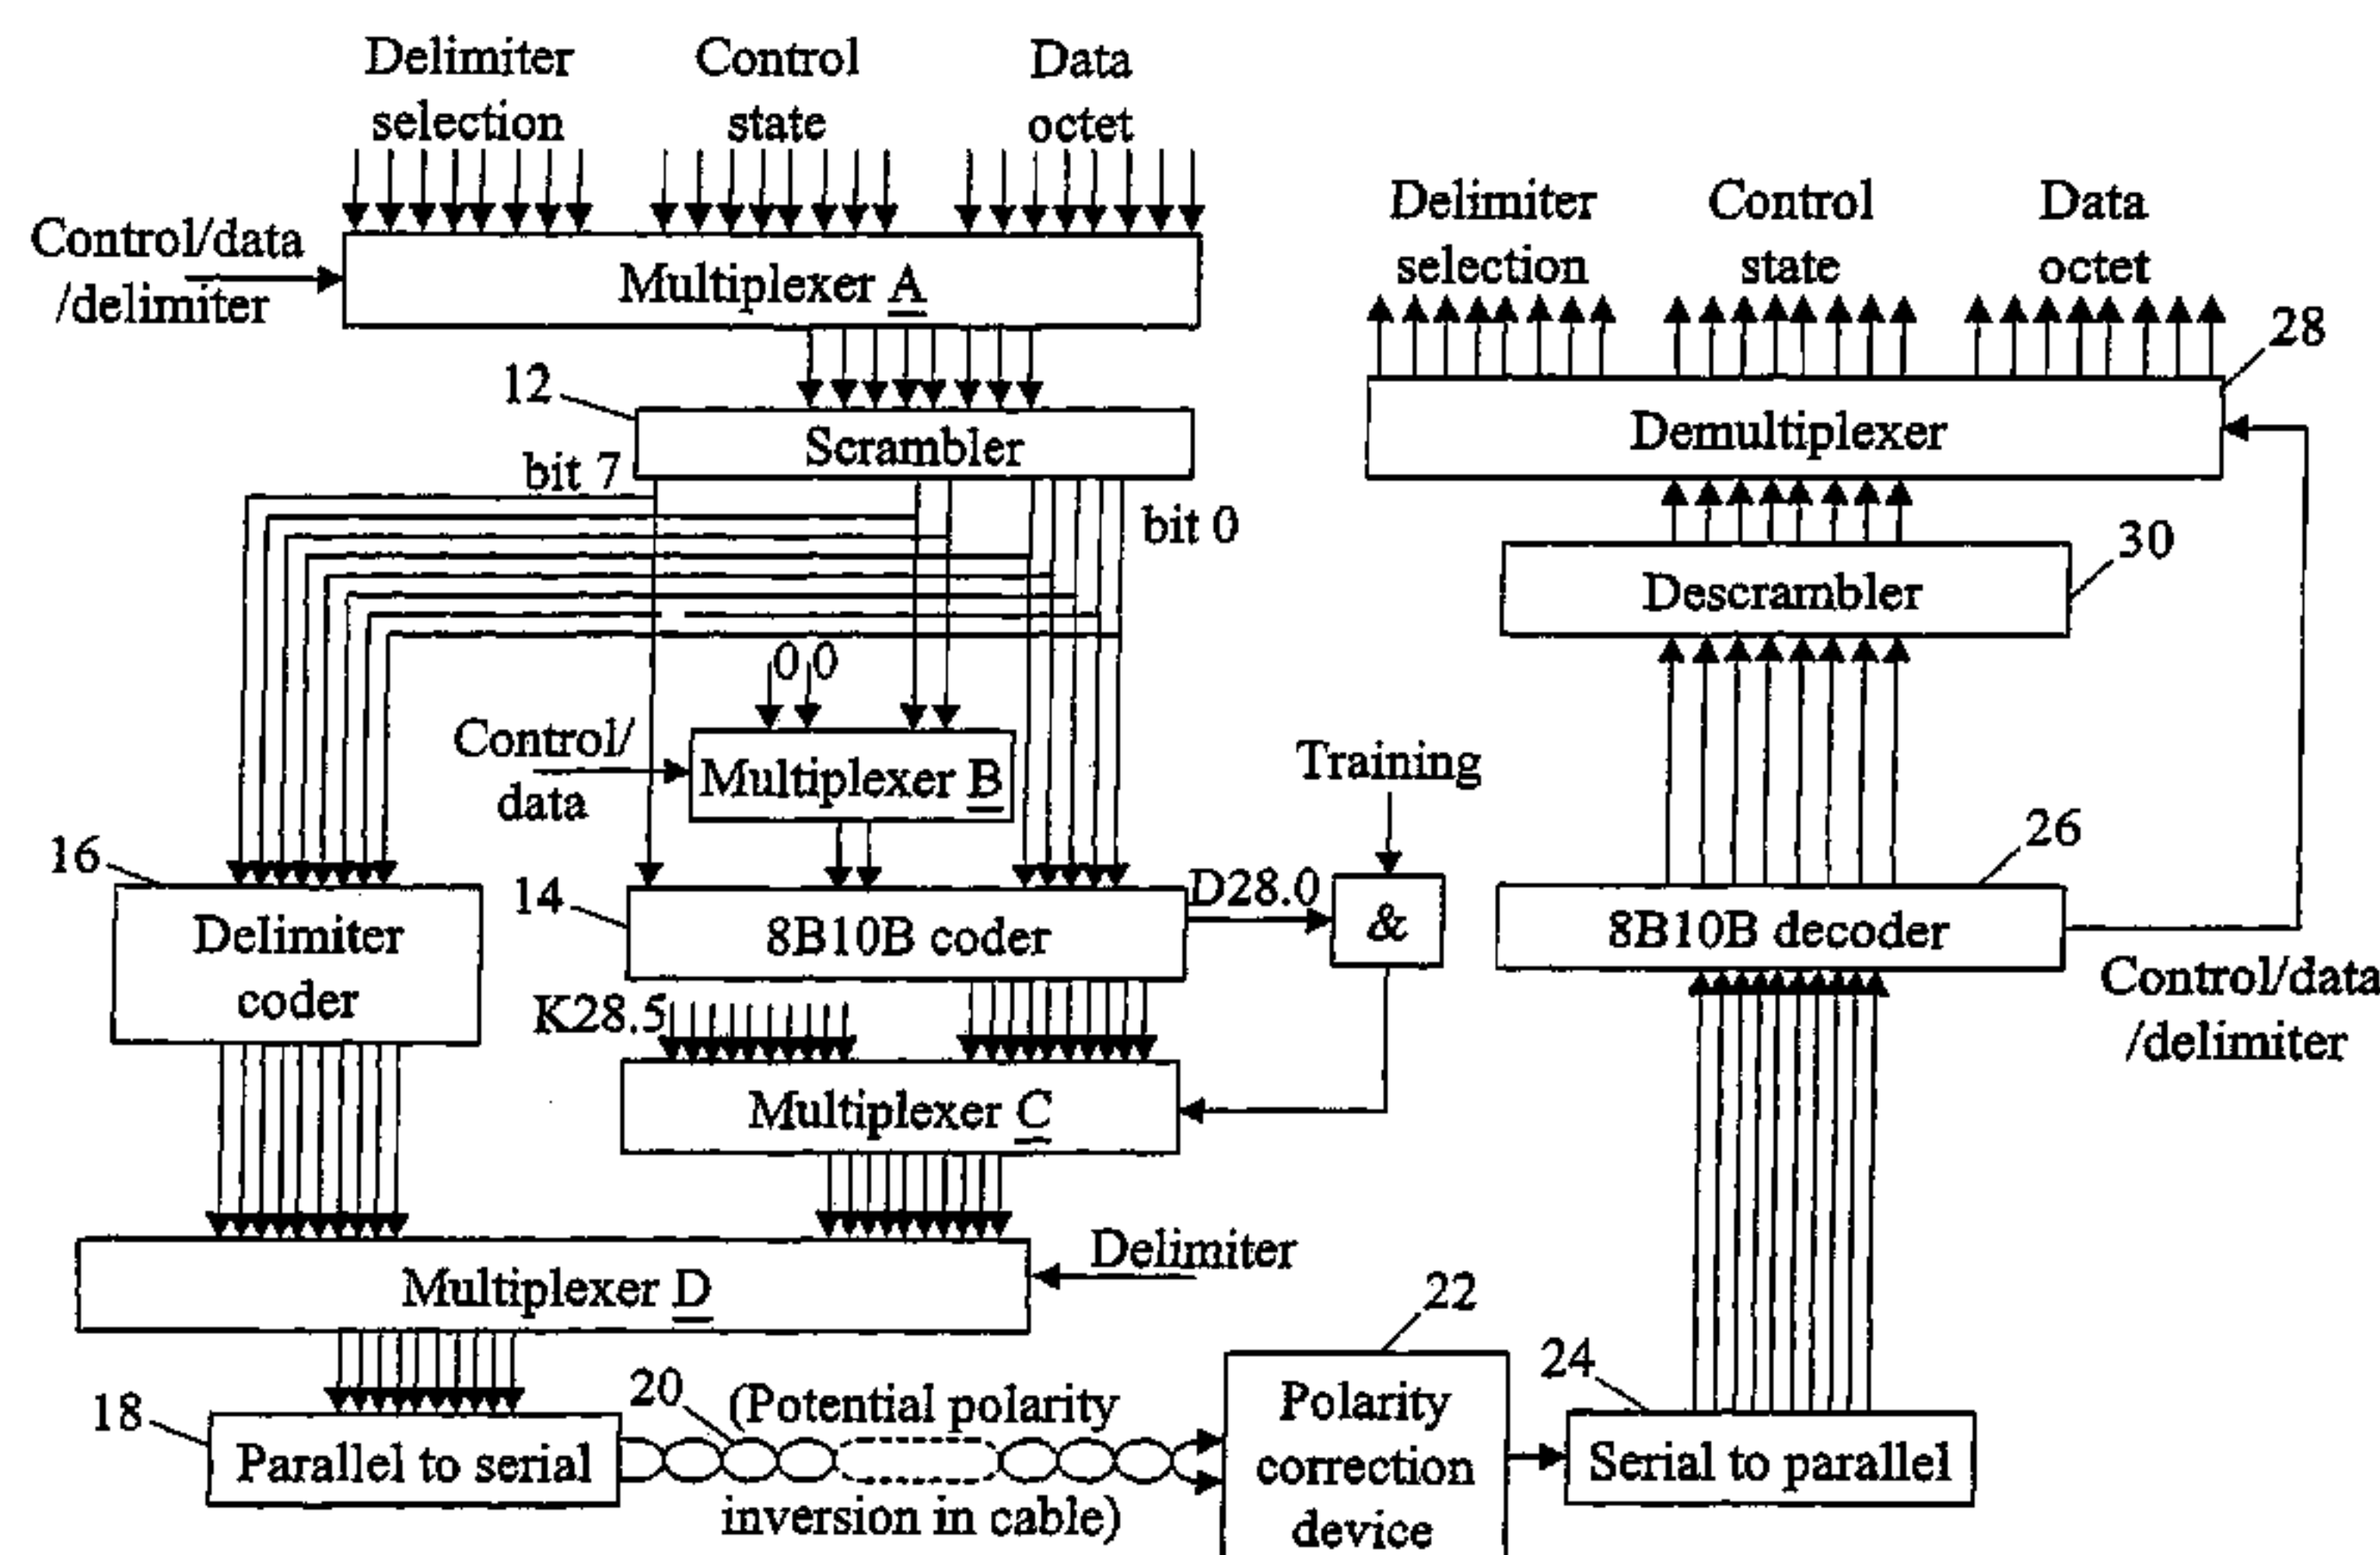 Delimiter
selection
Control
state
Data
octet
Control/data
/delimiter
Multiplexer A
12
Scrambler
bit 7
bit 0
0 0
Control/
data
Multiplexer B
16
Delimiter
coder
14
8B10B coder
D28.0
Training
&
K28.5
Multiplexer C
Multiplexer D
Delimiter
18
Parallel to serial
20
(Potential polarity
inversion in cable)
22
Polarity
correction
device
24
Serial to parallel
Delimiter
selection
Control
state
Data
octet
28
Demultiplexer
30
Descrambler
26
8B10B decoder
Control/data
/delimiter